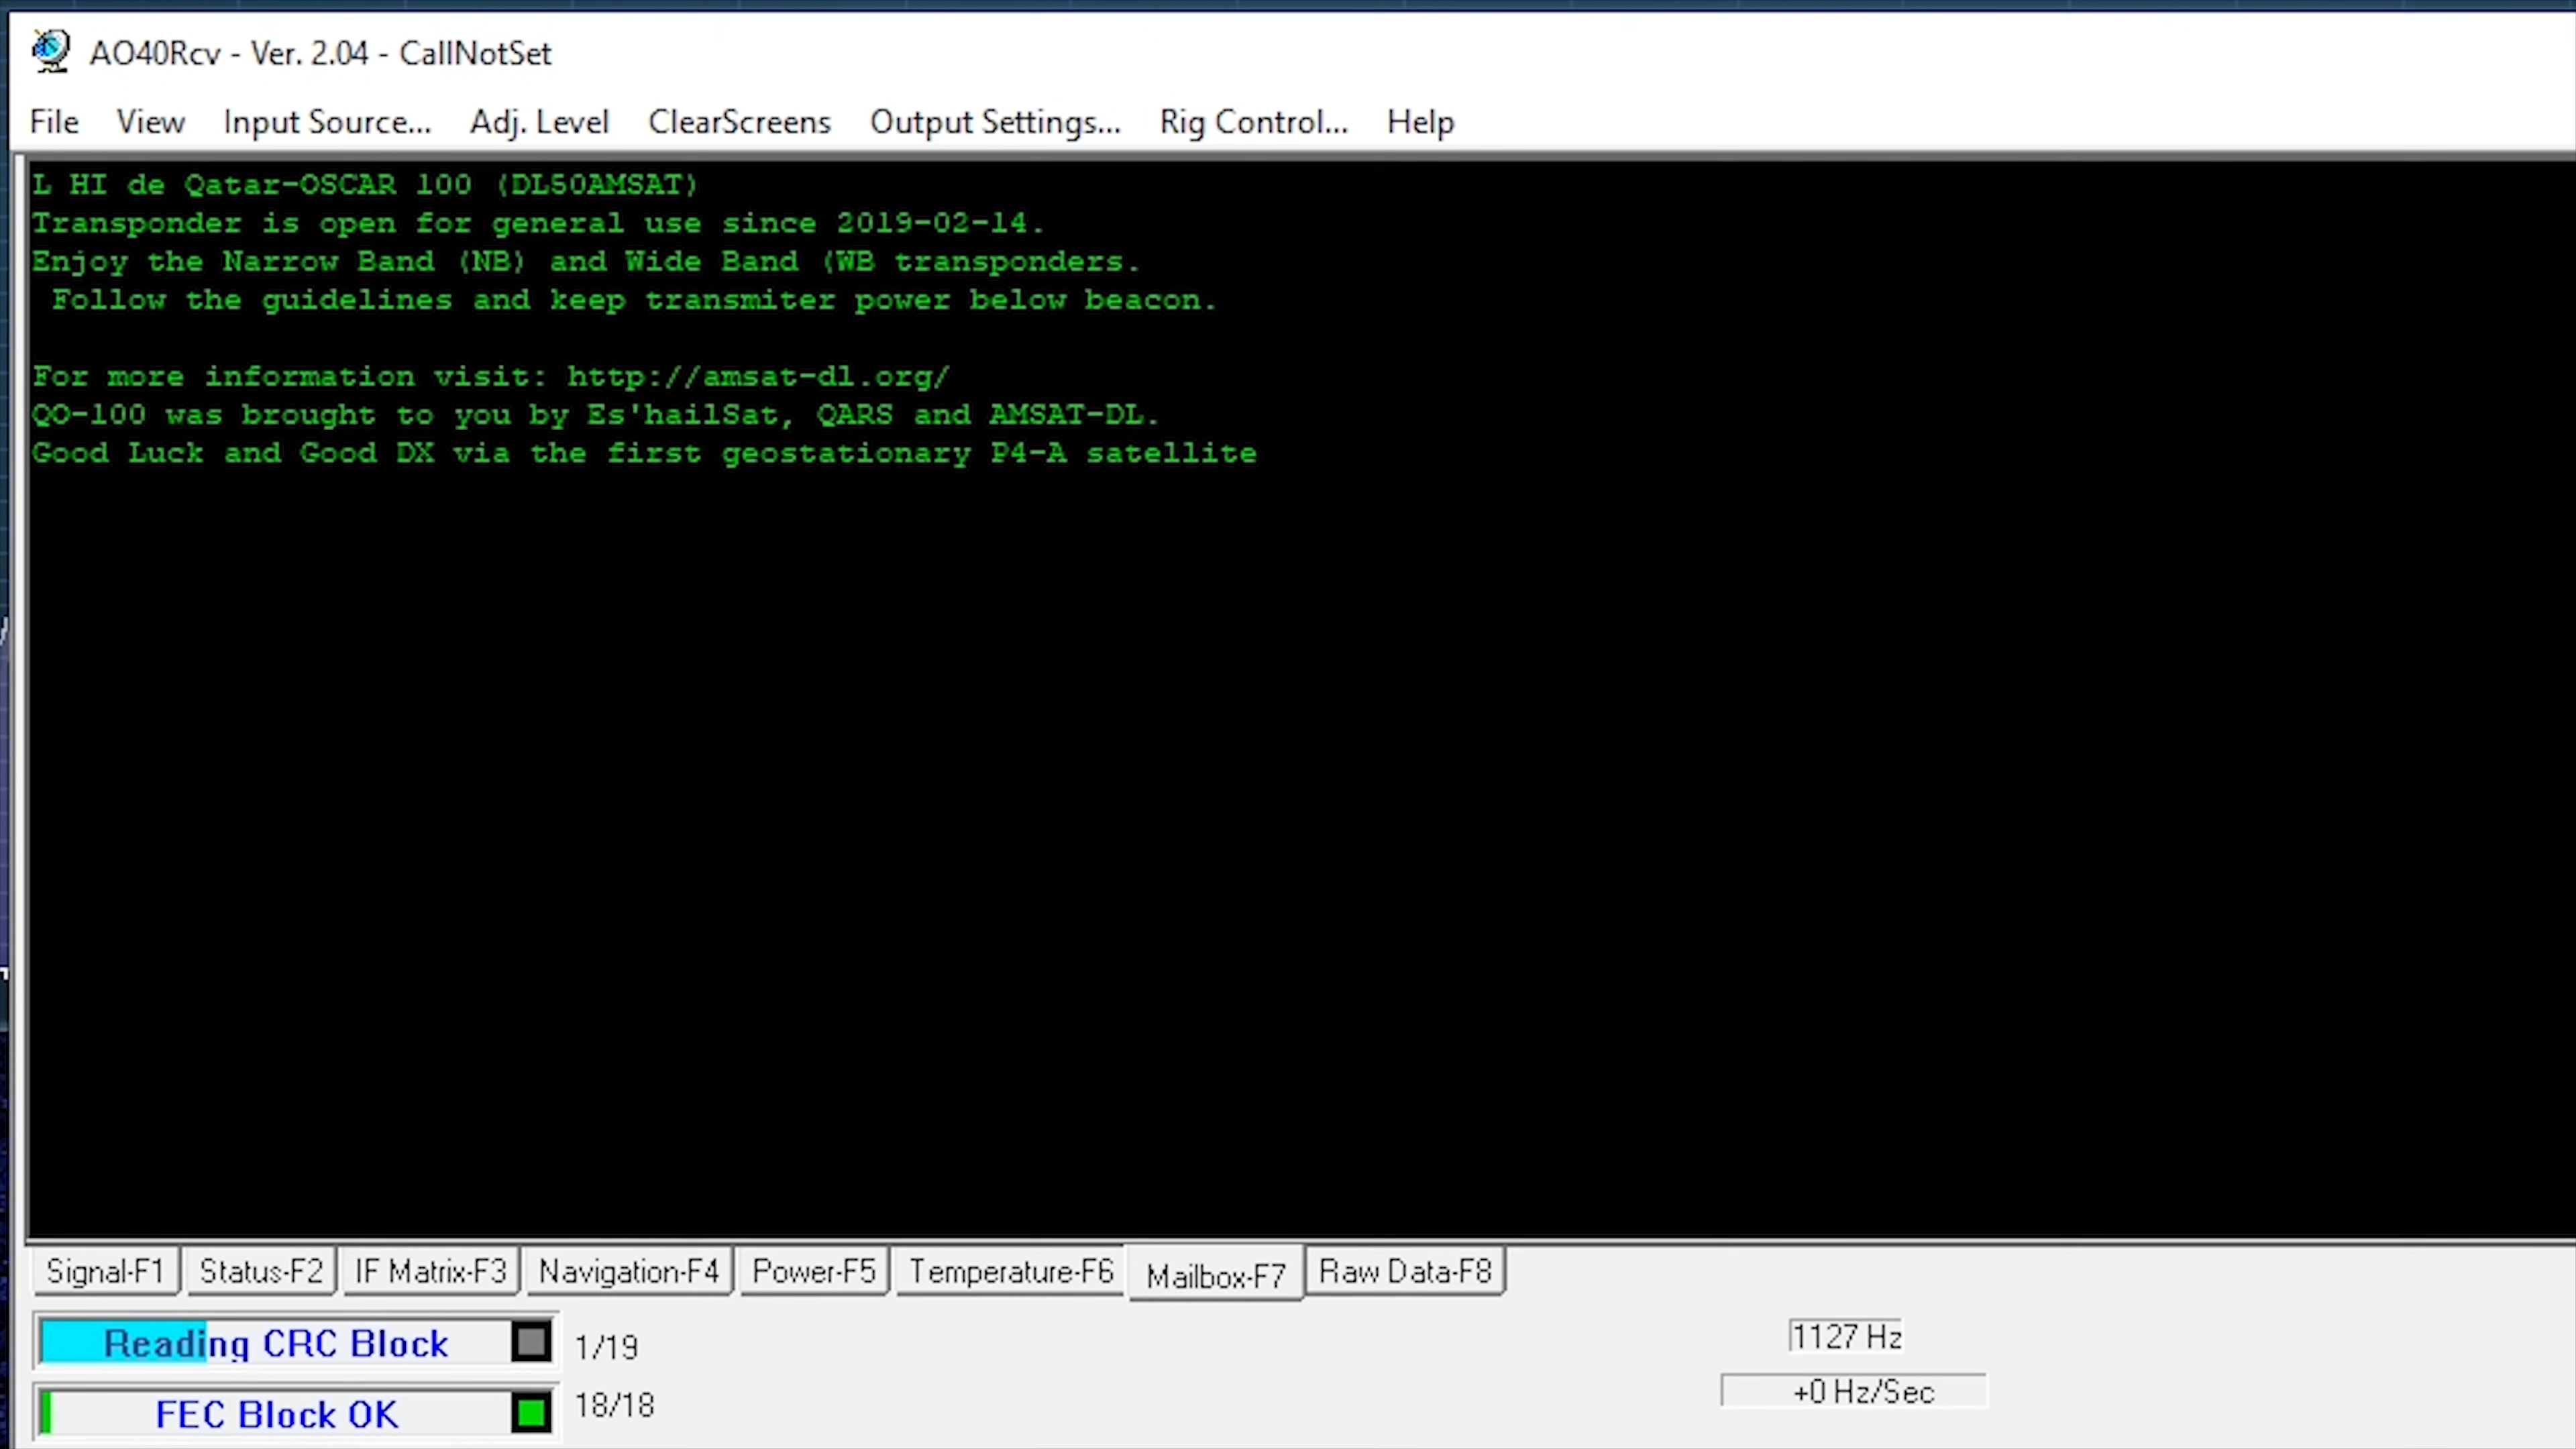 AO40Rcv - Ver. 2.04 - CallNotSet
File View Input Source... Adj. Level ClearScreens Output Settings... Rig Control... Help
L HI de Qatar-OSCAR 100 (DL50AMSAT)
Transponder is open for general use since 2019-02-14.
Enjoy the Narrow Band (NB) and Wide Band (WB transponders.
Follow the guidelines and keep transmiter power below beacon.
For more information visit: http://amsat-dl.org/
QO-100 was brought to you by Es'hailSat, QARS and AMSAT-DL.
Good Luck and Good DX via the first geostationary P4-A satellite
Signal-F1 Status-F2 IF Matrix-F3 Navigation-F4 Power-F5 Temperature-F6 Mailbox-F7 Raw Data-F8
Reading CRC Block 1/19 1127 Hz
FEC Block OK 18/18 +0 Hz/Sec